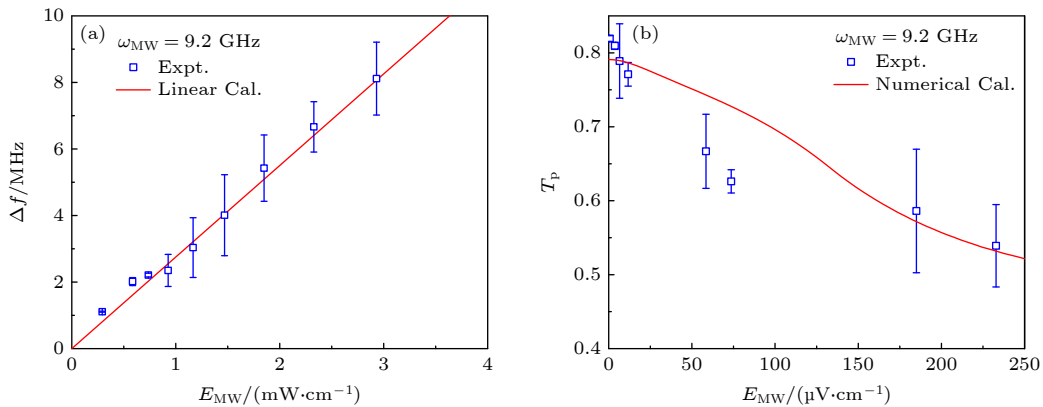 (a)
ω_MW = 9.2 GHz
Expt.
Linear Cal.
10
8
6
4
2
0
Δf/MHz
0 1 2 3 4
E_MW/(mW·cm⁻¹)
(b)
ω_MW = 9.2 GHz
Expt.
Numerical Cal.
0.8
0.7
0.6
0.5
0.4
T_p
0 50 100 150 200 250
E_MW/(µV·cm⁻¹)